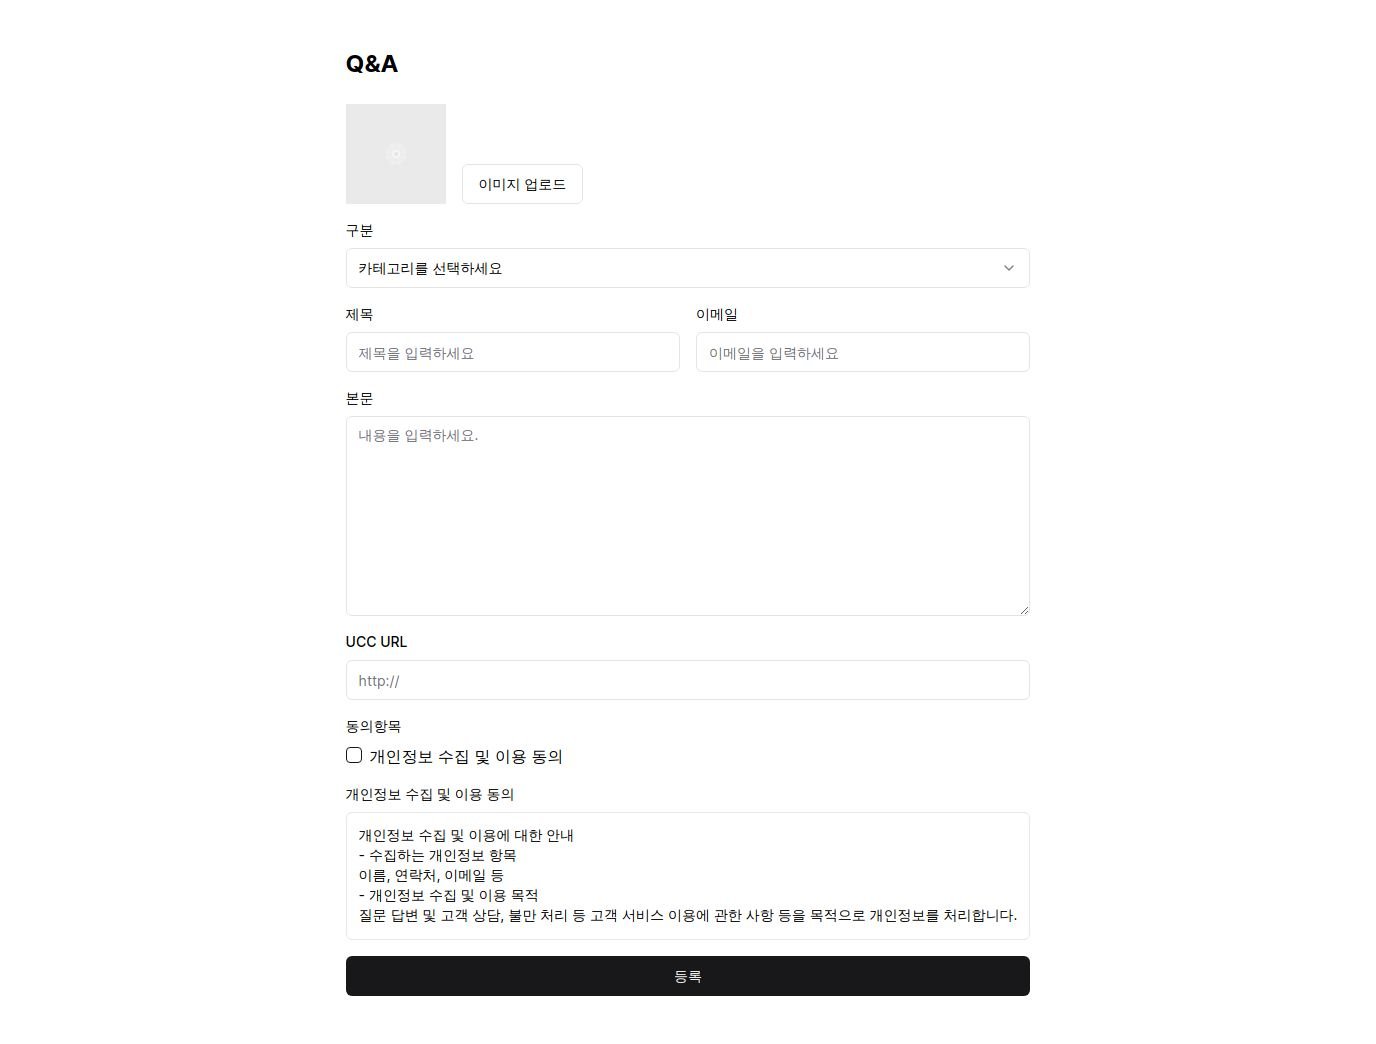 Q&A
이미지 업로드
구분
카테고리를 선택하세요
제목
이메일
제목을 입력하세요
이메일을 입력하세요
본문
내용을 입력하세요.
UCC URL
http://
동의항목
개인정보 수집 및 이용 동의
개인정보 수집 및 이용 동의
개인정보 수집 및 이용에 대한 안내
- 수집하는 개인정보 항목
이름, 연락처, 이메일 등
- 개인정보 수집 및 이용 목적
질문 답변 및 고객 상담, 불만 처리 등 고객 서비스 이용에 관한 사항 등을 목적으로 개인정보를 처리합니다.
등록